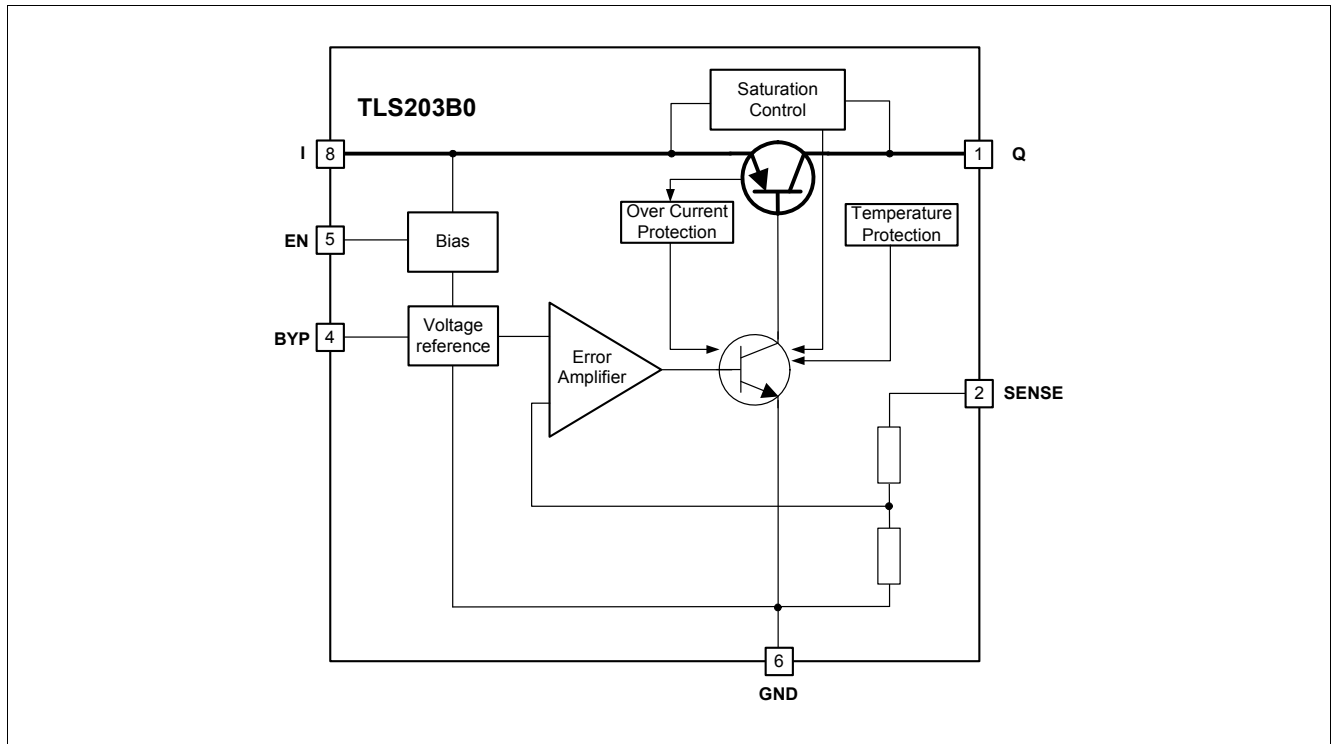 Saturation
Control
TLS203B0
I
8
1
Q
Over Current
Protection
Temperature
Protection
EN
5
Bias
BYP
4
Voltage
reference
Error
Amplifier
2
SENSE
6
GND